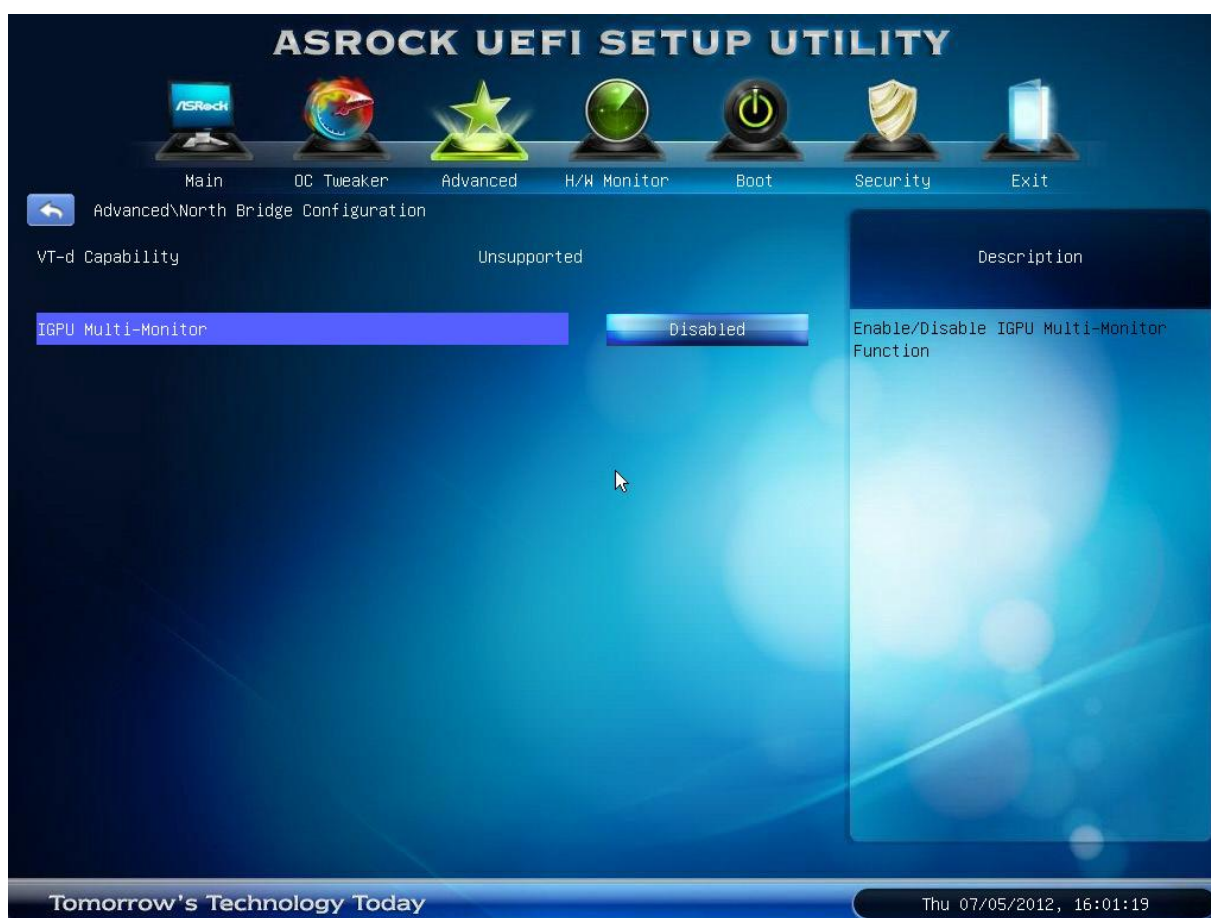 ASROCK UEFI SETUP UTILITY
ASRock
Main OC Tweaker Advanced H/W Monitor Boot Security Exit
Advanced\North Bridge Configuration
VT-d Capability Unsupported
Description
IGPU Multi-Monitor Disabled
Enable/Disable IGPU Multi-Monitor
Function
Tomorrow's Technology Today
Thu 07/05/2012, 16:01:19